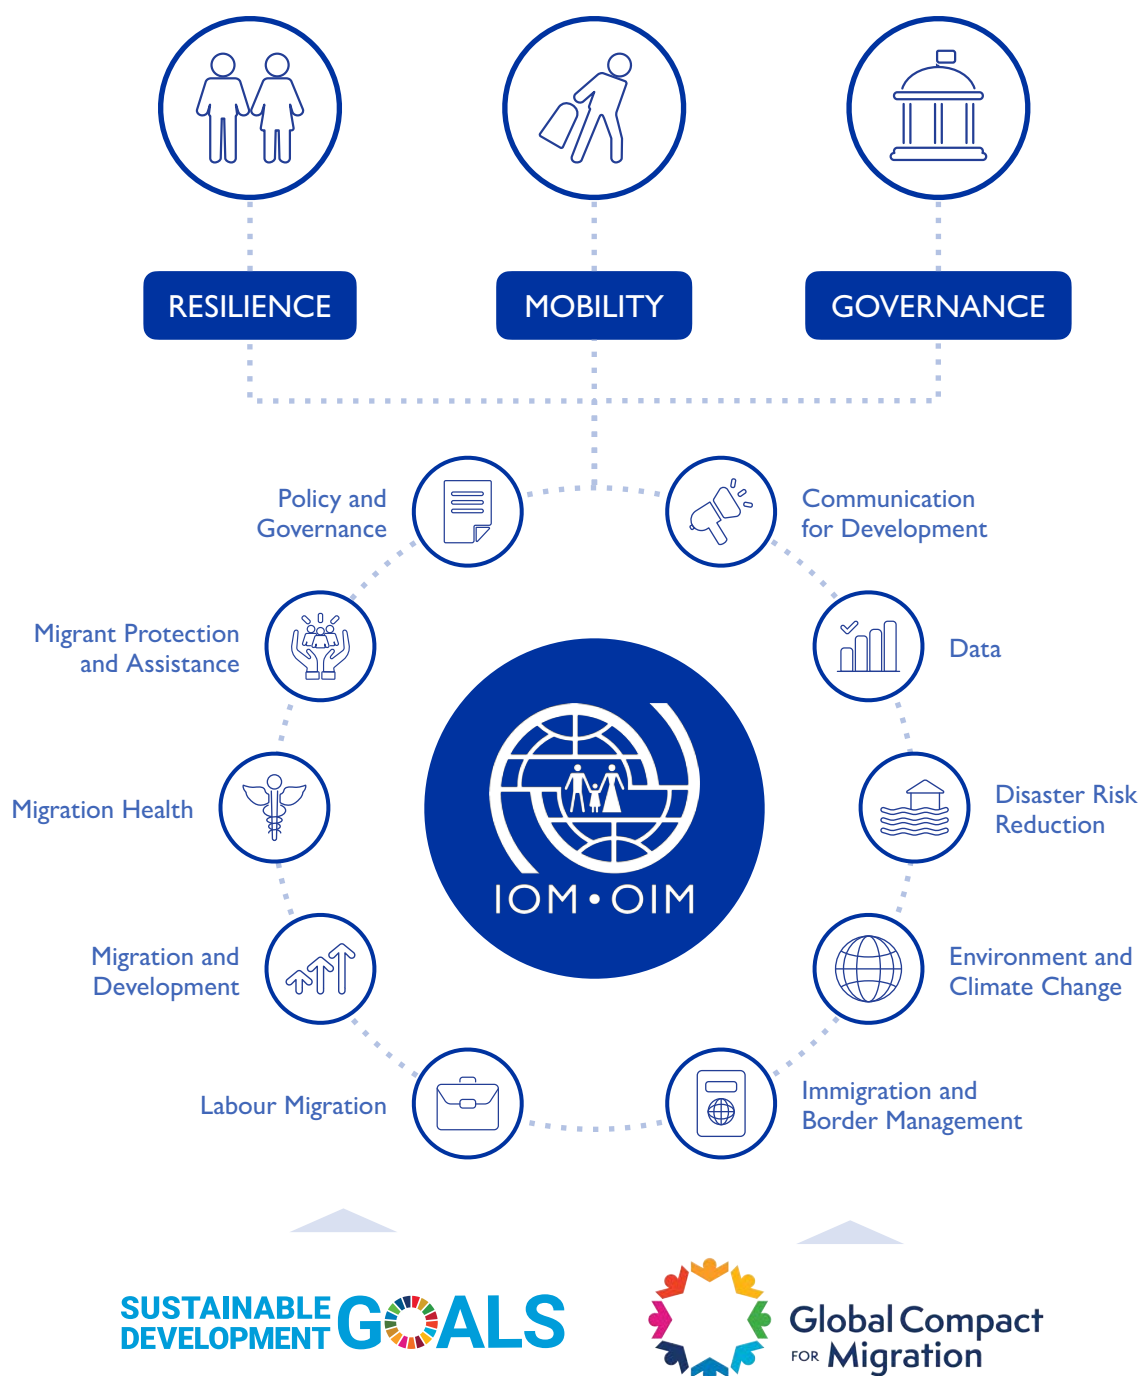 RESILIENCE
MOBILITY
GOVERNANCE
Policy and
Governance
Communication
for Development
Migrant Protection
and Assistance
Data
Migration Health
Disaster Risk
Reduction
IOM • OIM
Migration and
Development
Environment and
Climate Change
Labour Migration
Immigration and
Border Management
SUSTAINABLE
DEVELOPMENT
GOALS
Global Compact
FOR Migration